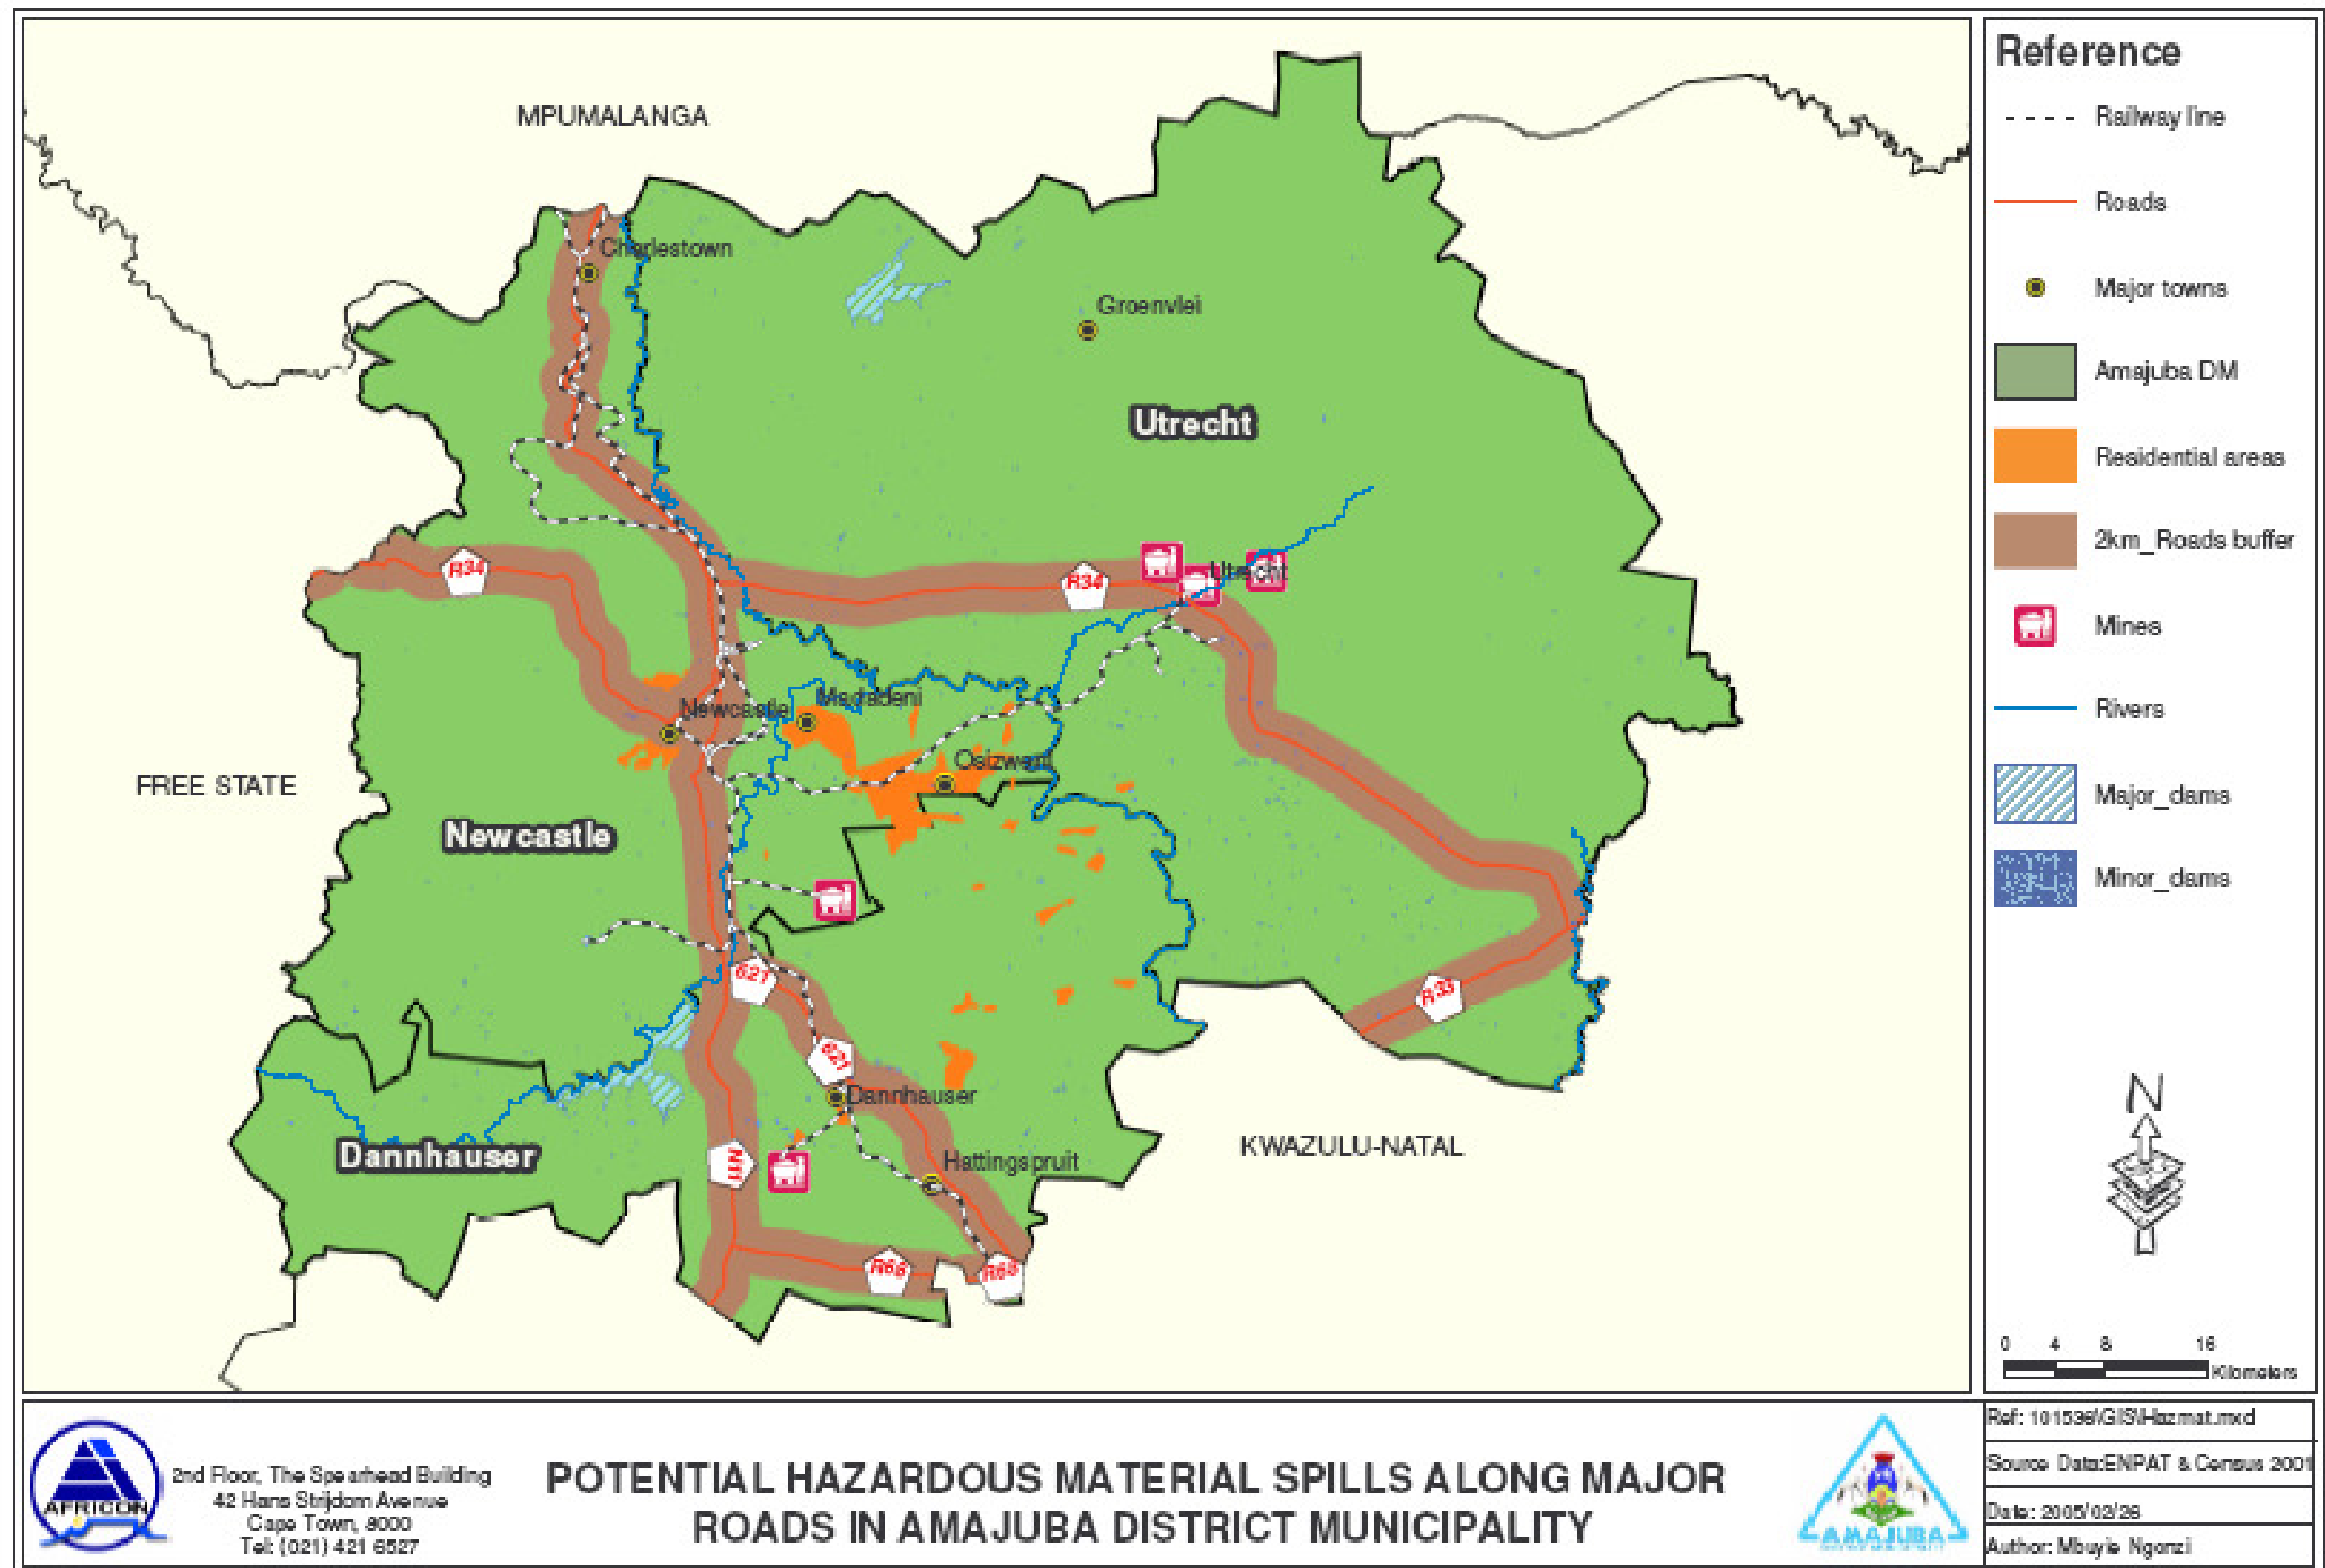 MPUMALANGA
Charlestown
Groenvlei
Utrecht
R34
R34
Utrecht
Newcastle
Madadeni
Osizweni
FREE STATE
Newcastle
621
R33
621
Dannhauser
KWAZULU-NATAL
Dannhauser
N11
Hattingspruit
R68
R68
Reference
Railway line
Roads
Major towns
Amajuba DM
Residential areas
2km_Roads buffer
Mines
Rivers
Major_dams
Minor_dams
N
0 4 8 16
Kilometers
AFRICON
2nd Floor, The Spearhead Building
42 Hans Strijdom Avenue
Cape Town, 8000
Tel: (021) 421 6527
POTENTIAL HAZARDOUS MATERIAL SPILLS ALONG MAJOR
ROADS IN AMAJUBA DISTRICT MUNICIPALITY
AMAJUBA
Ref: 101536\GIS\Hazmat.mxd
Source Data:ENPAT & Census 2001
Date: 2005/02/28
Author: Mbuyie Ngonzi